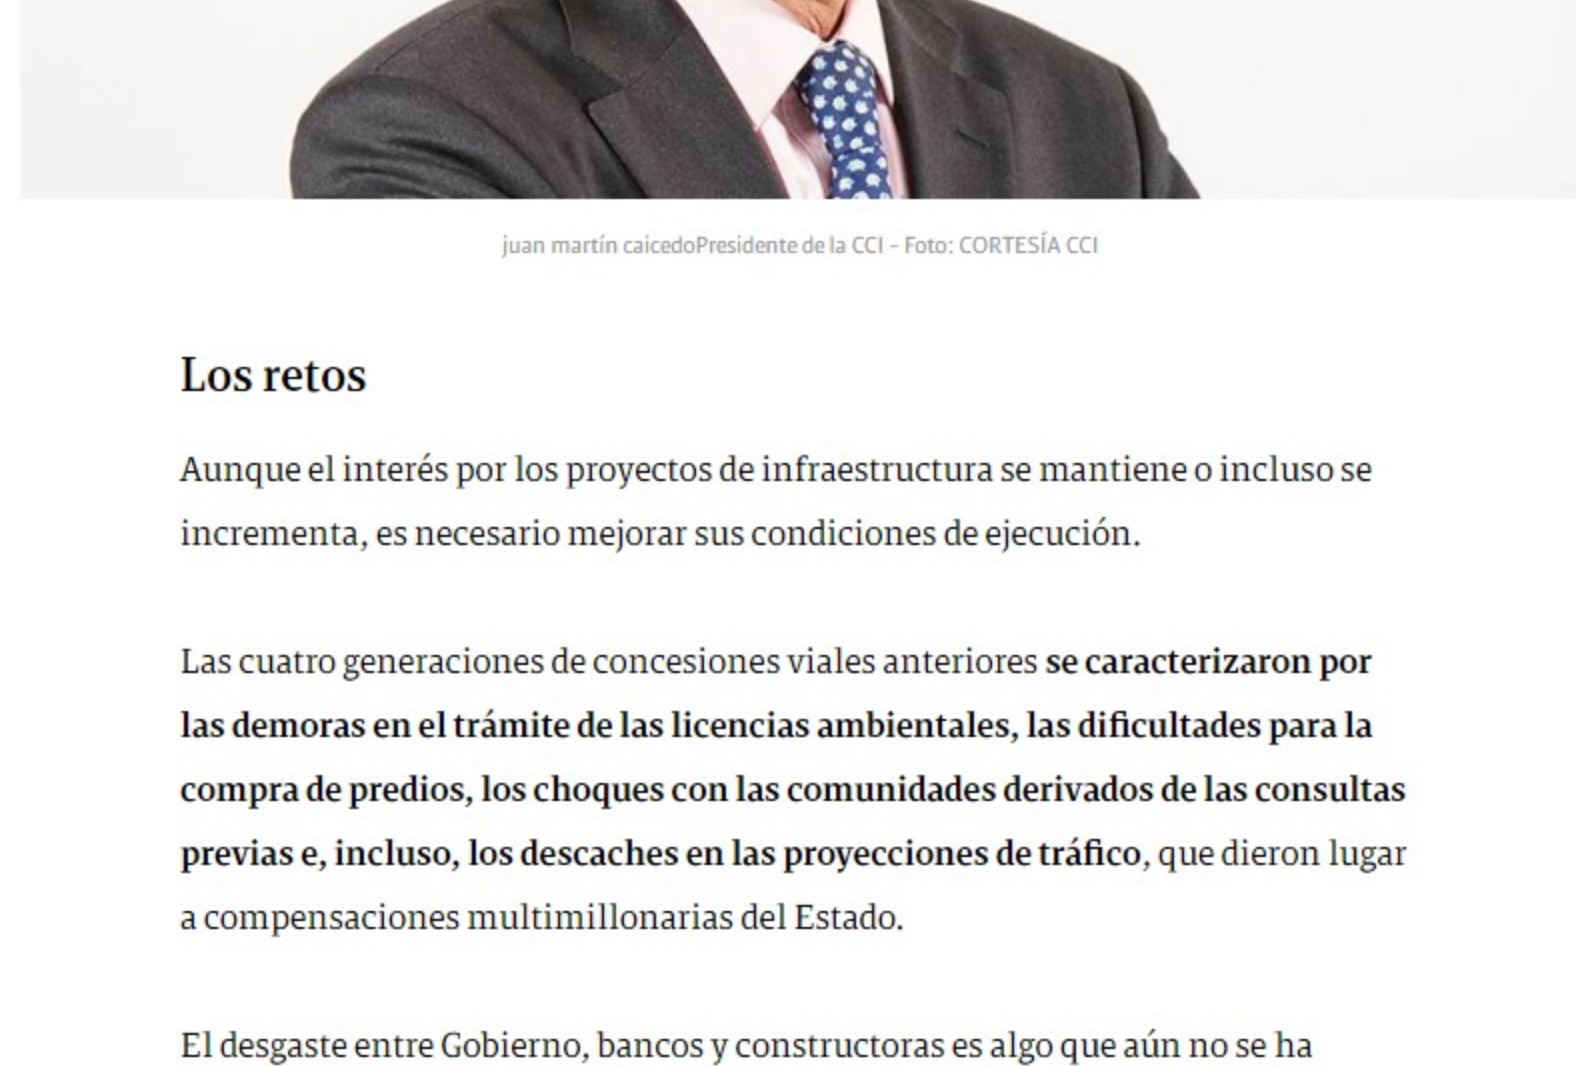 juan martín caicedoPresidente de la CCI - Foto: CORTESÍA CCI
Los retos
Aunque el interés por los proyectos de infraestructura se mantiene o incluso se
incrementa, es necesario mejorar sus condiciones de ejecución.
Las cuatro generaciones de concesiones viales anteriores se caracterizaron por
las demoras en el trámite de las licencias ambientales, las dificultades para la
compra de predios, los choques con las comunidades derivados de las consultas
previas e, incluso, los descaches en las proyecciones de tráfico, que dieron lugar
a compensaciones multimillonarias del Estado.
El desgaste entre Gobierno, bancos y constructoras es algo que aún no se ha